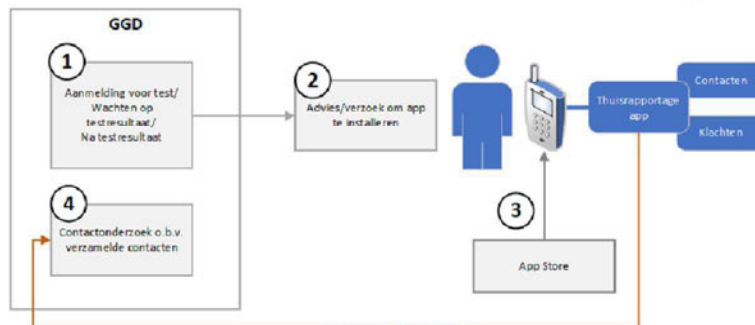 GGD
1
Aanmelding voor test/
Wachten op
testresultaat/
Na testresultaat
2
Advies/verzoek om app
te installeren
Thuisrapportage
app
Contacten
Klachten
4
Contactonderzoek o.b.v.
verzamelde contacten
3
App Store